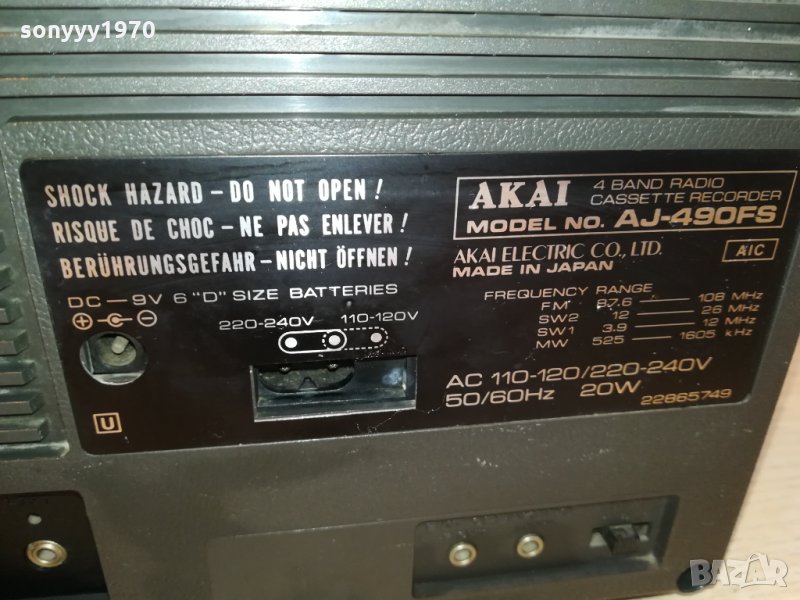 sonyyy1970
SHOCK HAZARD – DO NOT OPEN !
RISQUE DE CHOC – NE PAS ENLEVER !
BERÜHRUNGSGEFAHR – NICHT ÖFFNEN !
DC – 9V 6 "D" SIZE BATTERIES
220-240V 110-120V
U
AKAI 4 BAND RADIO
CASSETTE RECORDER
MODEL NO. AJ-490FS
AKAI ELECTRIC CO., LTD.
MADE IN JAPAN
AIC
FREQUENCY RANGE
FM 87.6 — 108 MHz
SW2 12 — 26 MHz
SW1 3.9 — 12 MHz
MW 525 — 1605 kHz
AC 110-120/220-240V
50/60Hz 20W
22865749
BAZAR